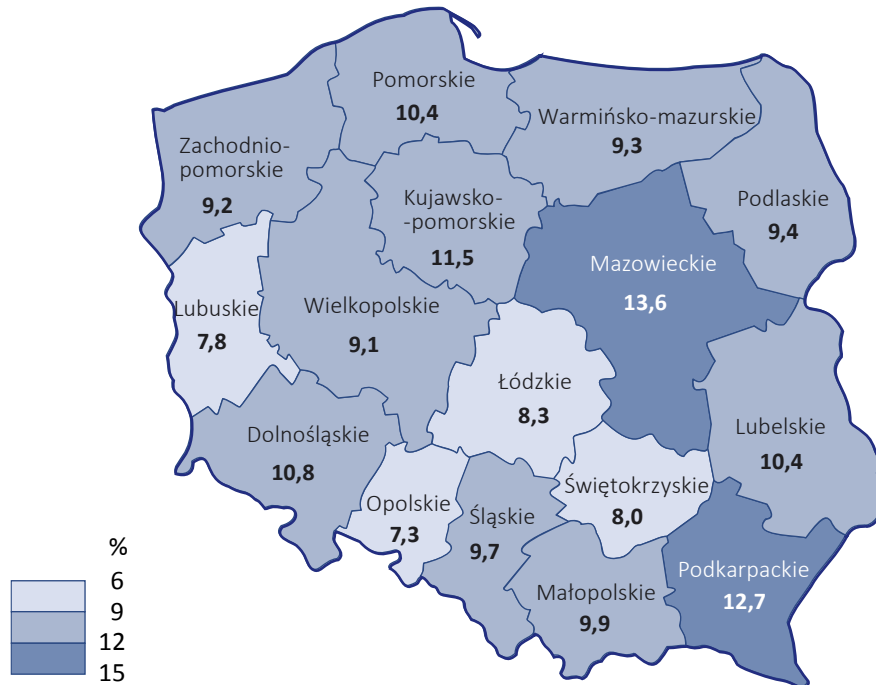 Pomorskie
10,4
Warmińsko-mazurskie
9,3
Zachodnio-
pomorskie
9,2
Kujawsko-
-pomorskie
11,5
Podlaskie
9,4
Mazowieckie
13,6
Lubuskie
7,8
Wielkopolskie
9,1
Łódzkie
8,3
Lubelskie
10,4
Dolnośląskie
10,8
Opolskie
7,3
Śląskie
9,7
Świętokrzyskie
8,0
Małopolskie
9,9
Podkarpackie
12,7
%
6
9
12
15